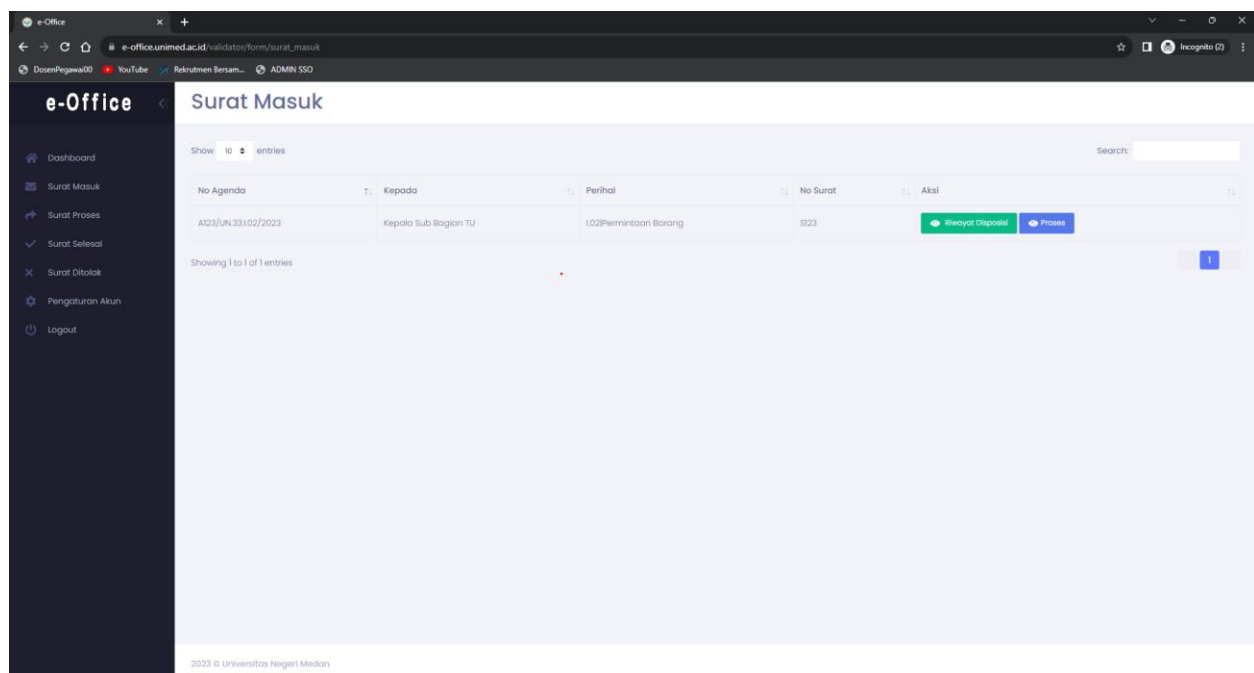 e-Office
e-office.unimed.ac.id/validator/form/surat_masuk
Incognito (2)
DosenPegawai00 YouTube Rekrutmen Bersam... ADMIN SSO
e-Office
Surat Masuk
Dashboard
Surat Masuk
Surat Proses
Surat Selesai
Surat Ditolak
Pengaturan Akun
Logout
Show 10 entries
Search:
No Agenda Kepada Perihal No Surat Aksi
A123/UN.33.1.02/2023 Kepala Sub Bagian TU 1.02|Permintaan Barang S123 Riwayat Disposisi Proses
Showing 1 to 1 of 1 entries
1
2023 © Universitas Negeri Medan